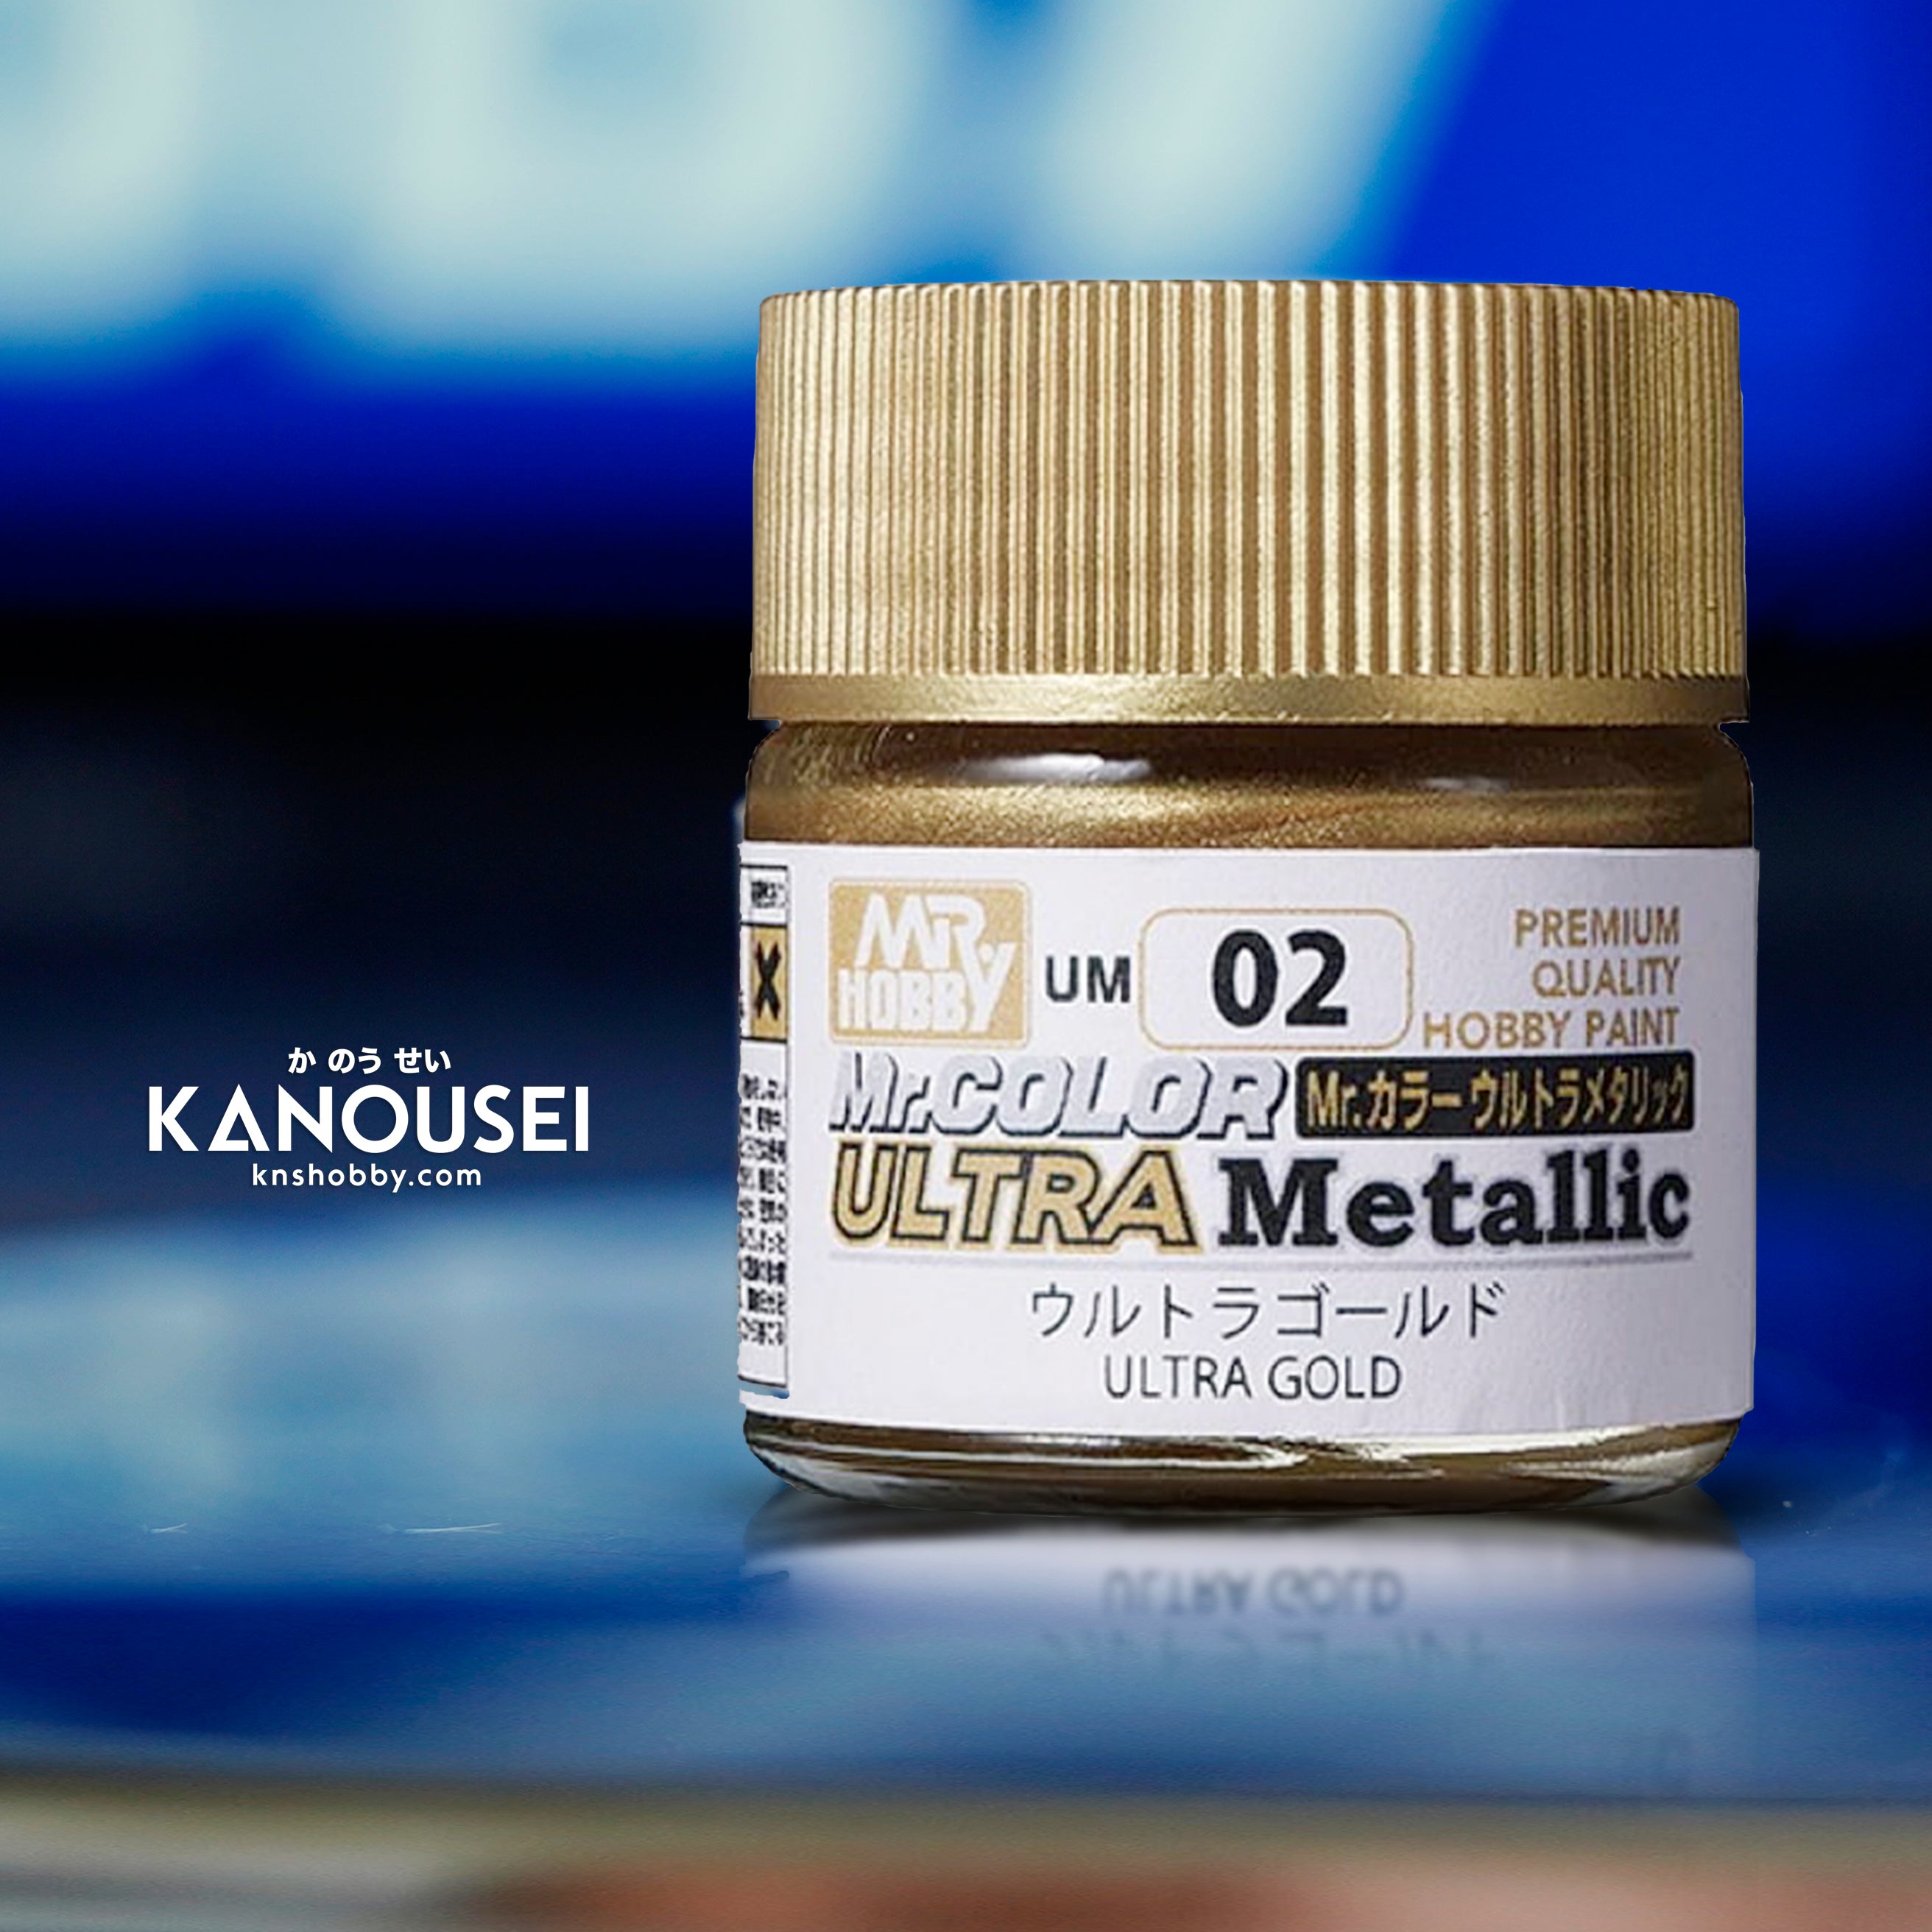 か のう せい
KANOUSEI
knshobby.com
MR HOBBY
UM 02
PREMIUM
QUALITY
HOBBY PAINT
Mr.COLOR Mr.カラー ウルトラメタリック
ULTRA Metallic
ウルトラゴールド
ULTRA GOLD